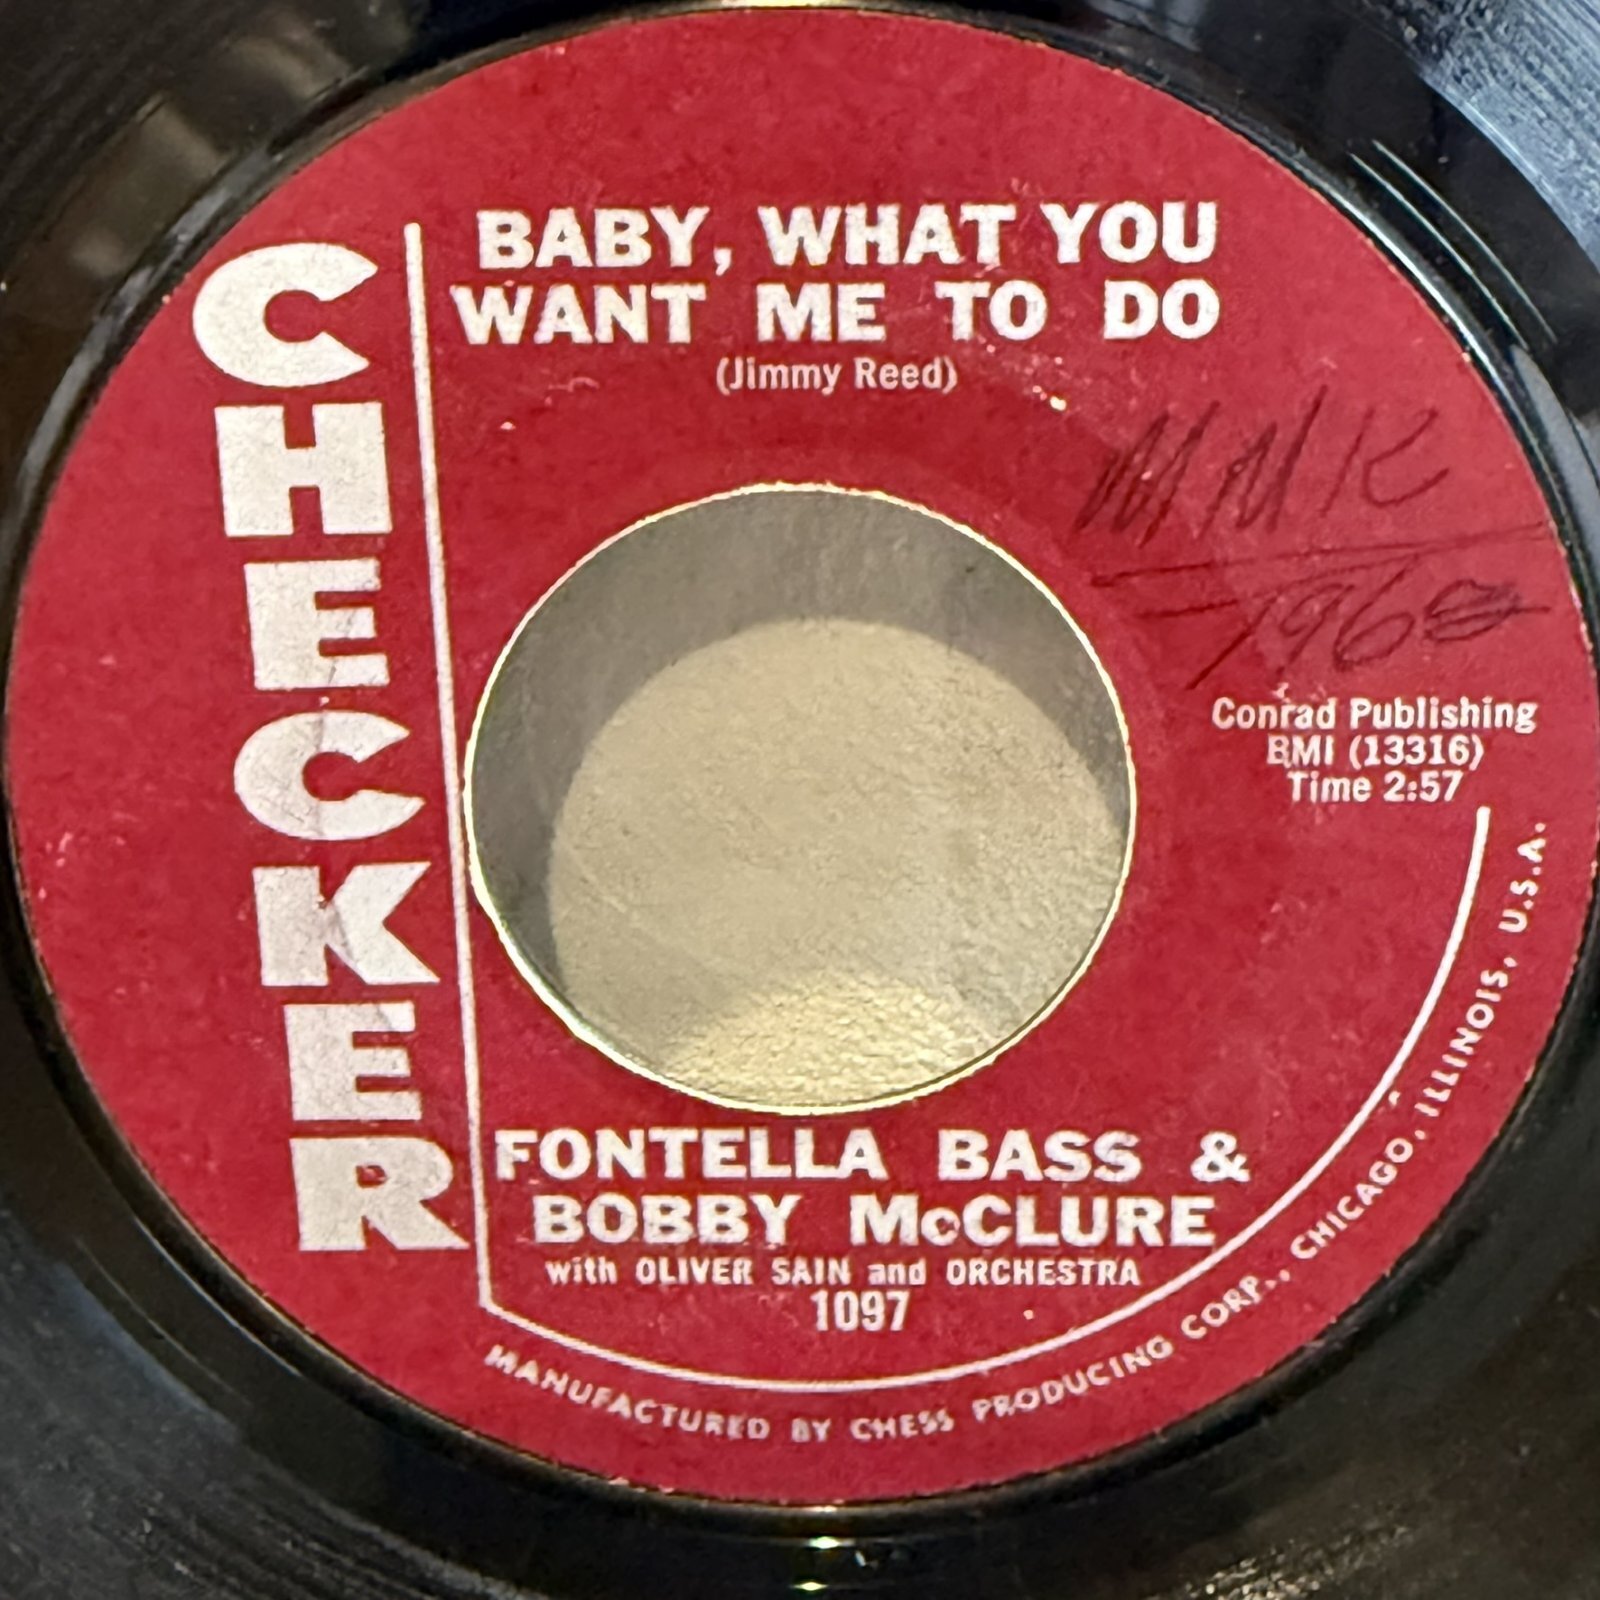 CHECKER
BABY, WHAT YOU
WANT ME TO DO
(Jimmy Reed)
MMK
Conrad Publishing
BMI (13316)
Time 2:57
FONTELLA BASS &
BOBBY McCLURE
with OLIVER SAIN and ORCHESTRA
1097
MANUFACTURED BY CHESS PRODUCING CORP., CHICAGO, ILLINOIS, U.S.A.